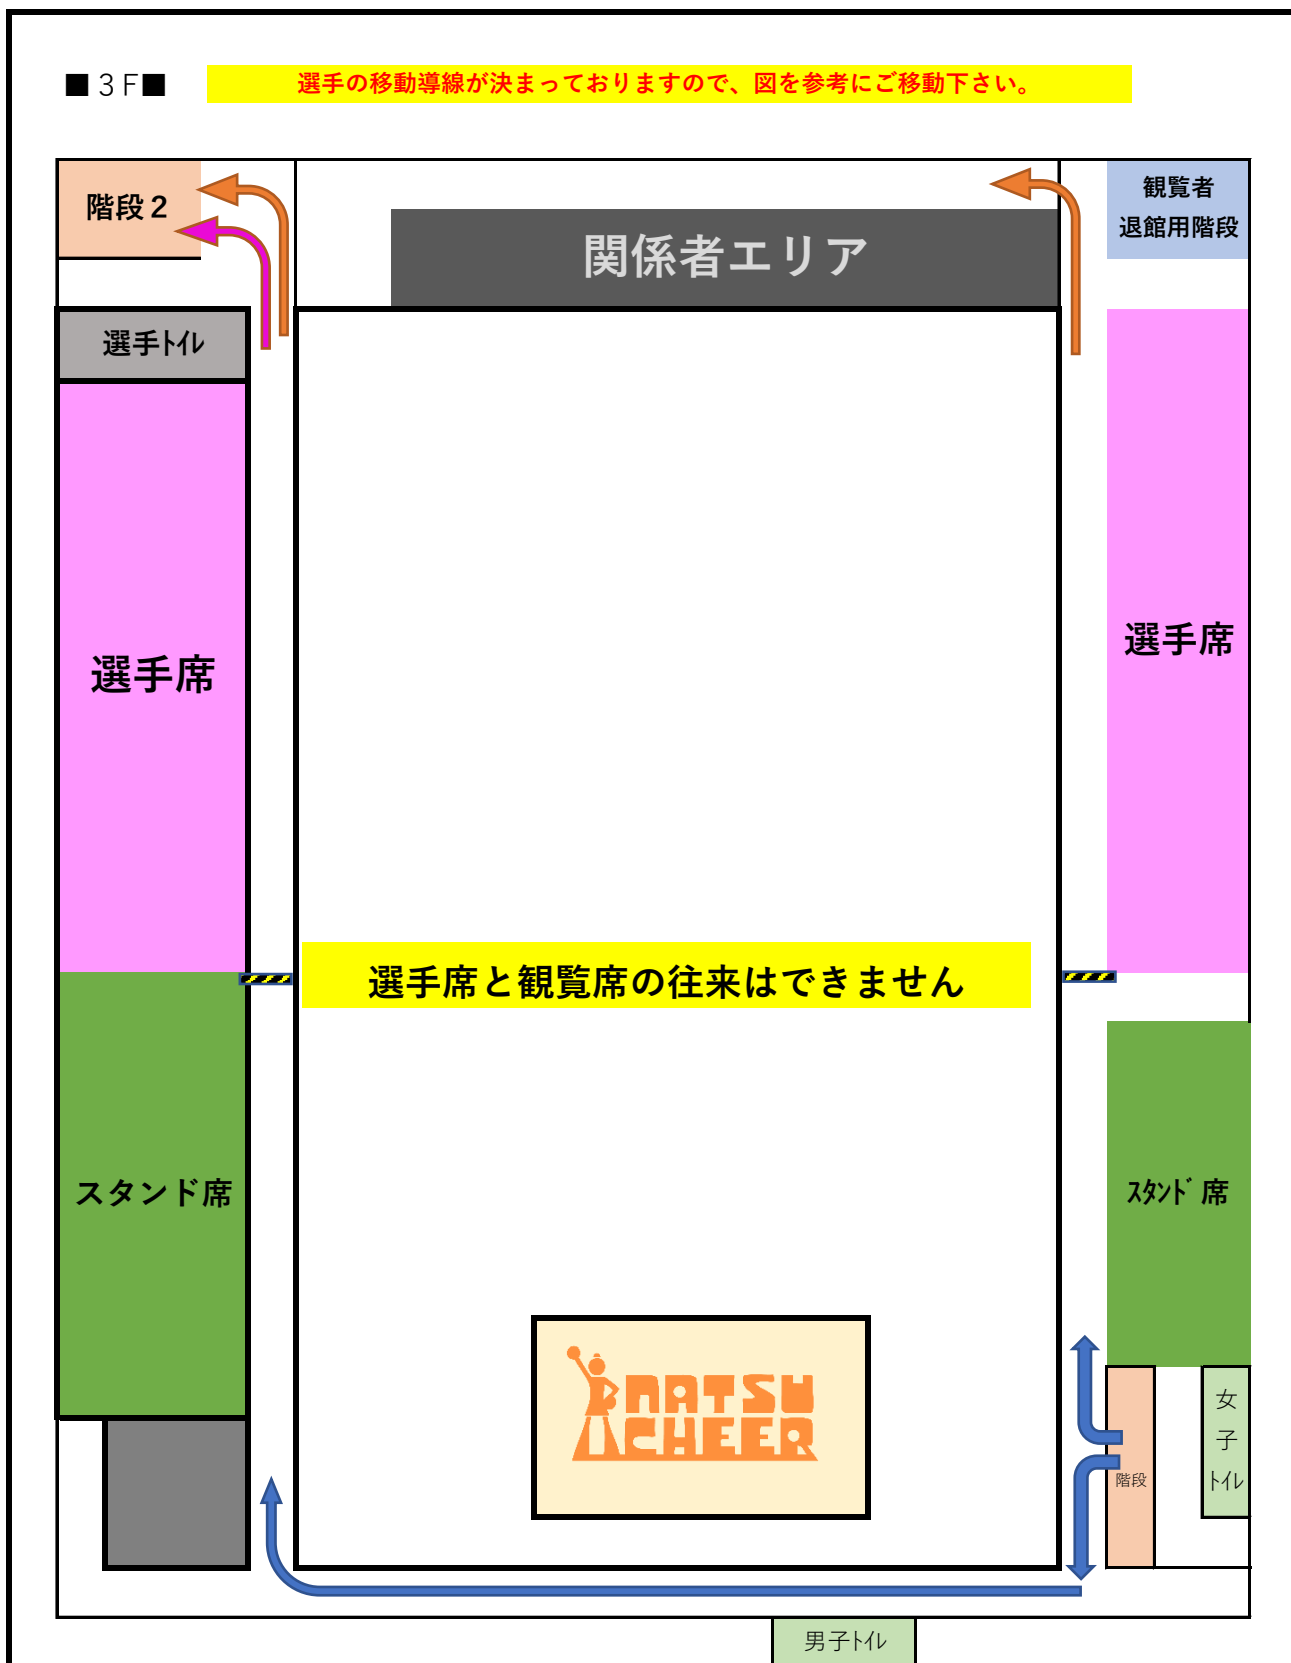 ■３F■
選手の移動導線が決まっておりますので、図を参考にご移動下さい。
階段２
観覧者
退館用階段
関係者エリア
選手ﾄｲﾚ
選手席
選手席
選手席と観覧席の往来はできません
スタンド席
ｽﾀﾝﾄﾞ席
NATSU
CHEER
階段
女子ﾄｲﾚ
男子ﾄｲﾚ